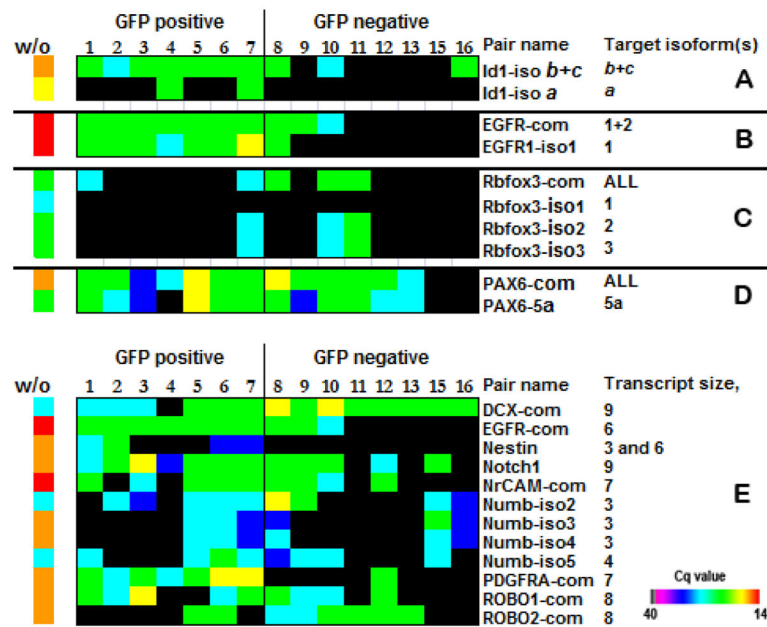 GFP positive GFP negative
w/o 1 2 3 4 5 6 7 8 9 10 11 12 13 15 16 Pair name Target isoform(s)
Id1-iso b+c b+c
Id1-iso a a
A
EGFR-com 1+2
EGFR1-iso1 1
B
Rbfox3-com ALL
Rbfox3-iso1 1
Rbfox3-iso2 2
Rbfox3-iso3 3
C
PAX6-com ALL
PAX6-5a 5a
D
GFP positive GFP negative
w/o 1 2 3 4 5 6 7 8 9 10 11 12 13 15 16 Pair name Transcript size,
DCX-com 9
EGFR-com 6
Nestin 3 and 6
Notch1 9
NrCAM-com 7
Numb-iso2 3
Numb-iso3 3
Numb-iso4 3
Numb-iso5 4
PDGFRA-com 7
ROBO1-com 8
ROBO2-com 8
E
Cq value
40 14